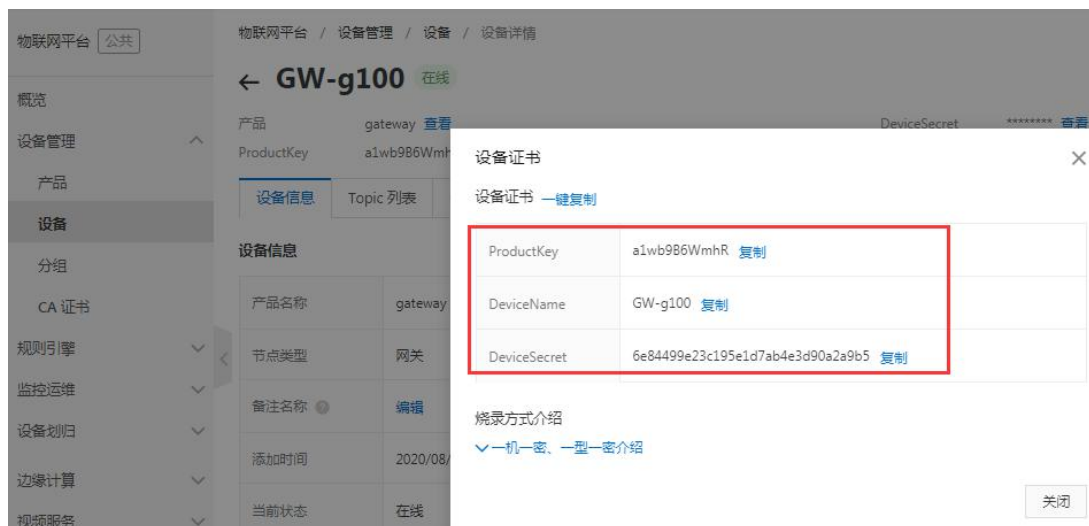 物联网平台 公共
物联网平台 / 设备管理 / 设备 / 设备详情
← GW-g100 在线
概览
设备管理
产品
设备
分组
CA 证书
规则引擎
监控运维
设备划归
边缘计算
视频服务
产品 gateway 查看
DeviceSecret ******** 查看
ProductKey a1wb9B6Wmh
设备信息 Topic 列表
设备信息
产品名称 gateway
节点类型 网关
备注名称 编辑
添加时间 2020/08/
当前状态 在线
设备证书
设备证书 一键复制
ProductKey a1wb9B6WmhR 复制
DeviceName GW-g100 复制
DeviceSecret 6e84499e23c195e1d7ab4e3d90a2a9b5 复制
烧录方式介绍
一机一密、一型一密介绍
关闭